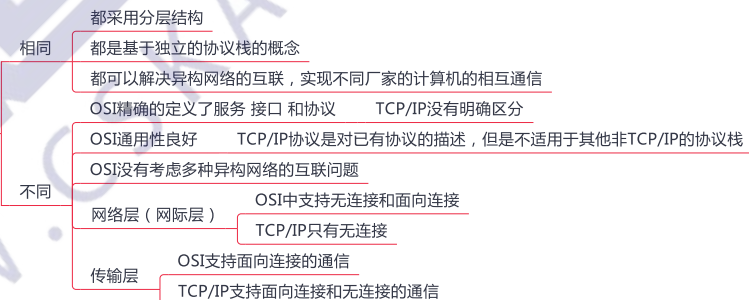 相同
都采用分层结构
都是基于独立的协议栈的概念
都可以解决异构网络的互联，实现不同厂家的计算机的相互通信
不同
OSI精确的定义了服务 接口 和协议 TCP/IP没有明确区分
OSI通用性良好 TCP/IP协议是对已有协议的描述，但是不适用于其他非TCP/IP的协议栈
OSI没有考虑多种异构网络的互联问题
网络层（网际层）
OSI中支持无连接和面向连接
TCP/IP只有无连接
传输层
OSI支持面向连接的通信
TCP/IP支持面向连接和无连接的通信
W.CSKA